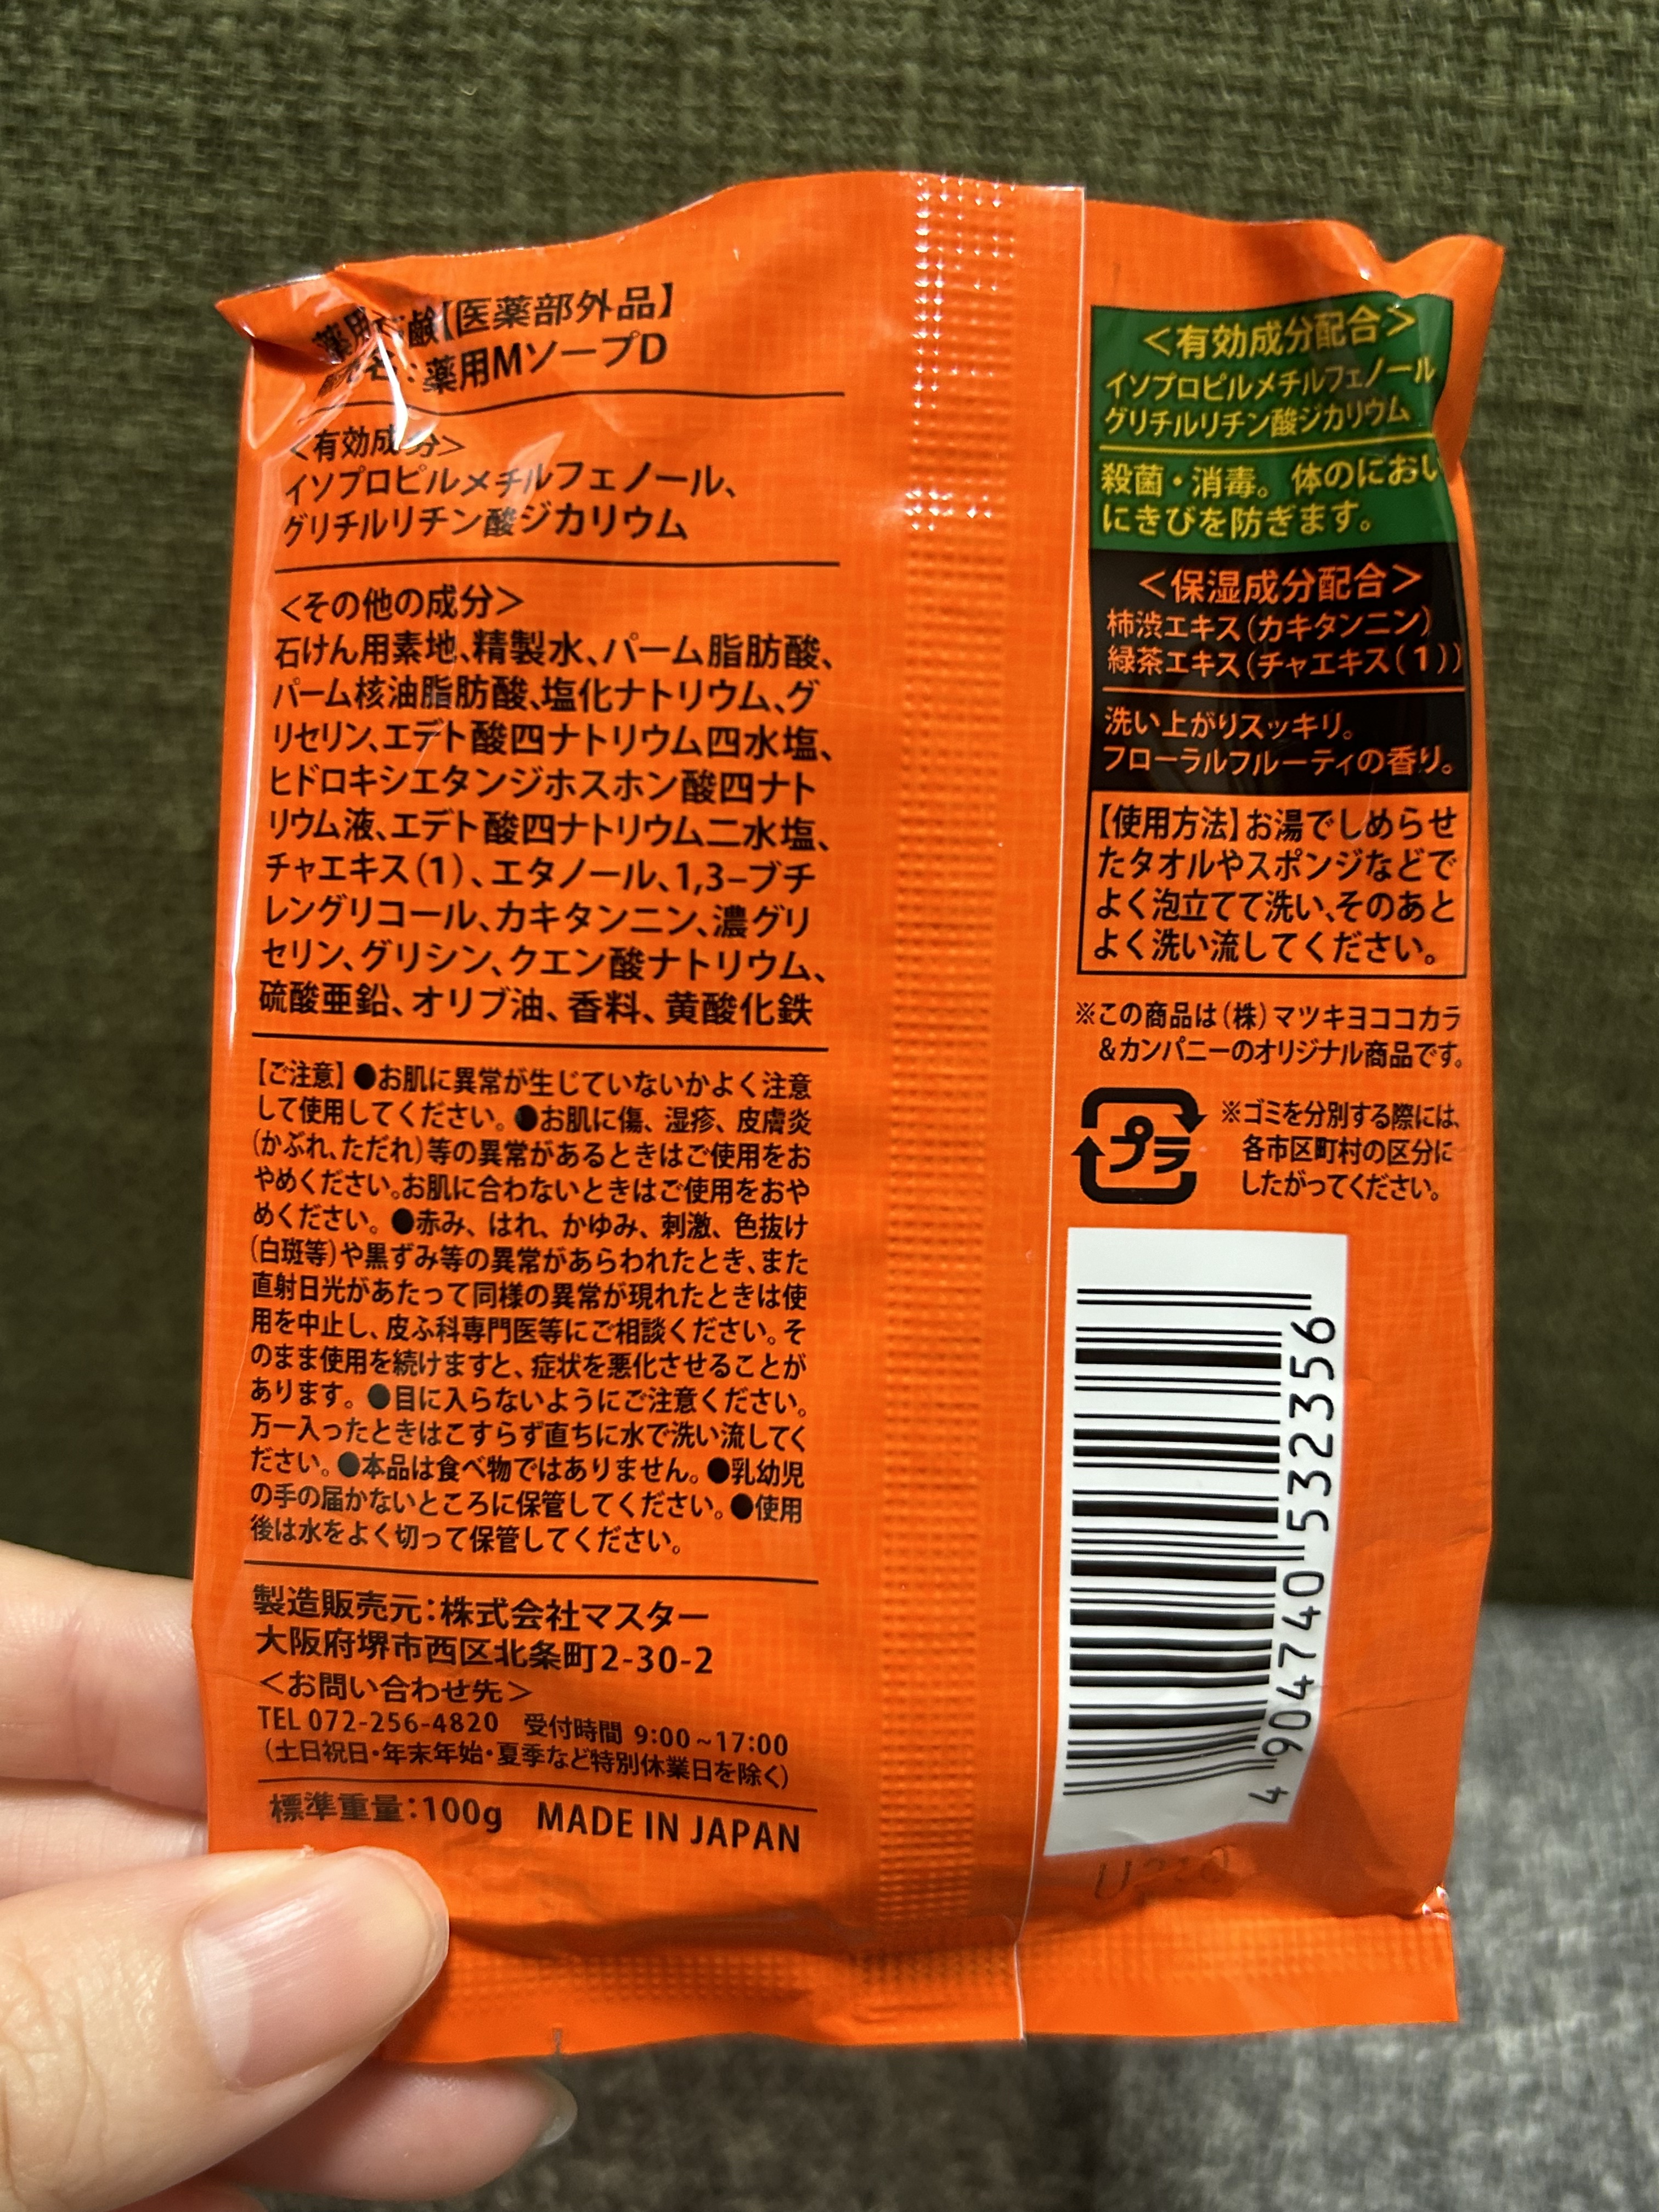 薬用石鹸【医薬部外品】
販売名：薬用MソープD
＜有効成分＞
イソプロピルメチルフェノール、
グリチルリチン酸ジカリウム
＜その他の成分＞
石けん用素地、精製水、パーム脂肪酸、
パーム核油脂肪酸、塩化ナトリウム、グ
リセリン、エデト酸四ナトリウム四水塩、
ヒドロキシエタンジホスホン酸四ナト
リウム液、エデト酸四ナトリウム二水塩、
チャエキス(1)、エタノール、1,3–ブチ
レングリコール、カキタンニン、濃グリ
セリン、グリシン、クエン酸ナトリウム、
硫酸亜鉛、オリブ油、香料、黄酸化鉄
【ご注意】●お肌に異常が生じていないかよく注意
して使用してください。●お肌に傷、湿疹、皮膚炎
(かぶれ、ただれ)等の異常があるときはご使用をお
やめください。お肌に合わないときはご使用をおや
めください。●赤み、はれ、かゆみ、刺激、色抜け
(白斑等)や黒ずみ等の異常があらわれたとき、また
直射日光があたって同様の異常が現れたときは使
用を中止し、皮ふ科専門医等にご相談ください。そ
のまま使用を続けますと、症状を悪化させることが
あります。●目に入らないようにご注意ください。
万一入ったときはこすらず直ちに水で洗い流してく
ださい。●本品は食べ物ではありません。●乳幼児
の手の届かないところに保管してください。●使用
後は水をよく切って保管してください。
製造販売元：株式会社マスター
大阪府堺市西区北条町2-30-2
＜お問い合わせ先＞
TEL 072-256-4820 受付時間 9:00~17:00
(土日祝日・年末年始・夏季など特別休業日を除く)
標準重量：100g MADE IN JAPAN
＜有効成分配合＞
イソプロピルメチルフェノール
グリチルリチン酸ジカリウム
殺菌・消毒。体のにおい
にきびを防ぎます。
＜保湿成分配合＞
柿渋エキス(カキタンニン)
緑茶エキス(チャエキス(1))
洗い上がりスッキリ。
フローラルフルーティの香り。
【使用方法】お湯でしめらせ
たタオルやスポンジなどで
よく泡立てて洗い、そのあと
よく洗い流してください。
※この商品は(株)マツキヨココカラ
&カンパニーのオリジナル商品です。
プラ
※ゴミを分別する際には、
各市区町村の区分に
したがってください。
4 904740 532356